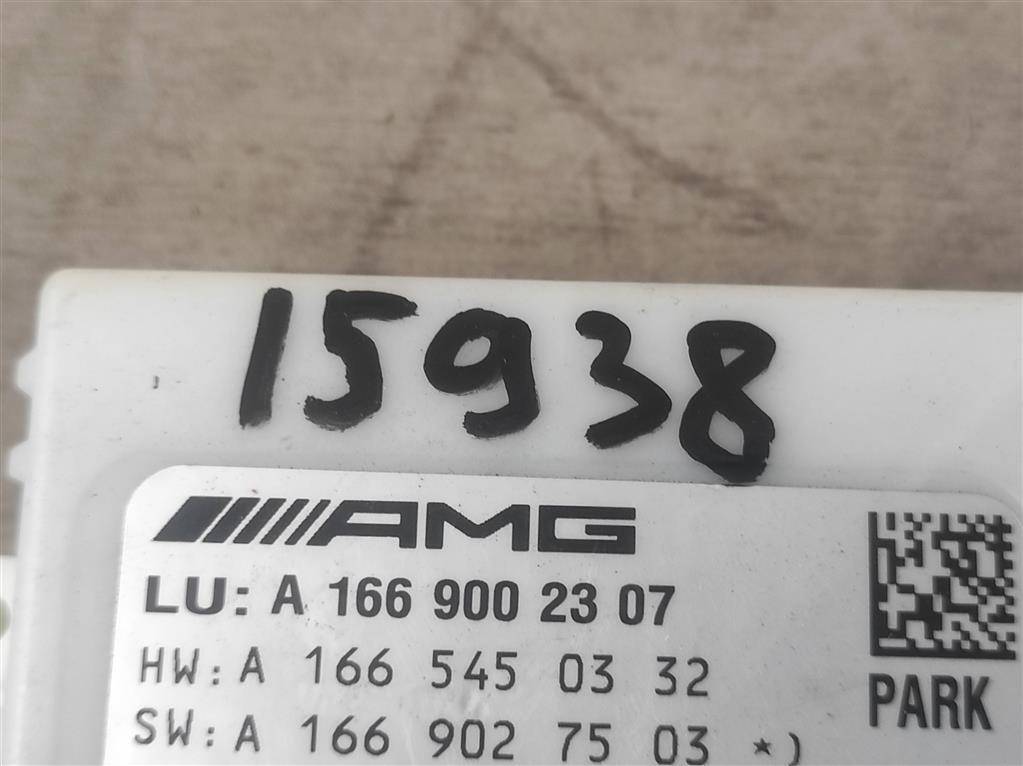 15938
AMG
LU: A 166 900 23 07
HW: A 166 545 03 32
PARK
SW: A 166 902 75 03 *)